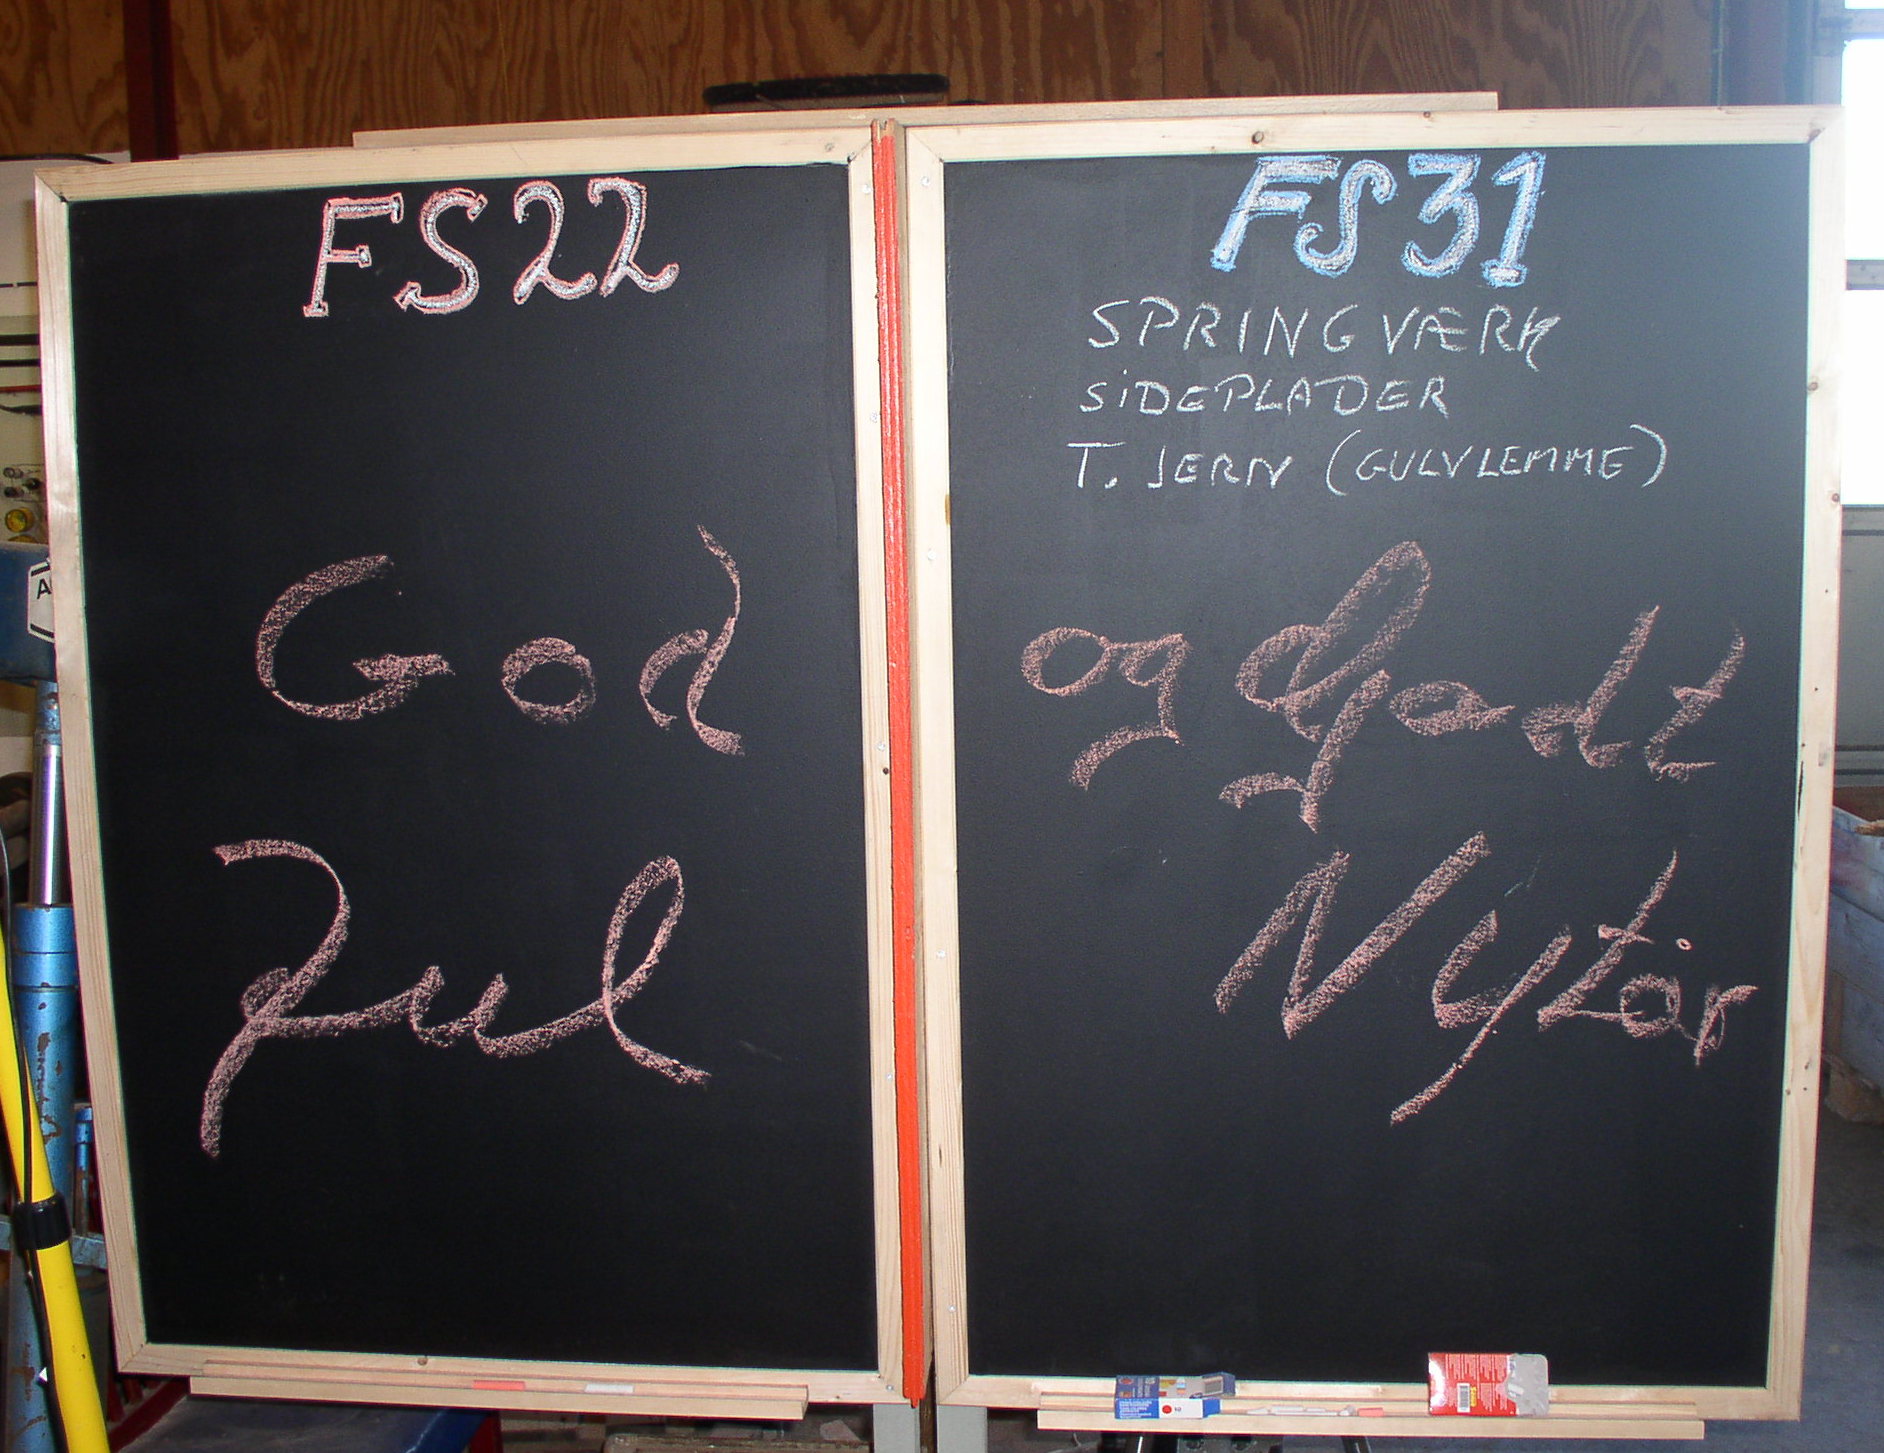 FS22
God
Jul
FS31
SPRINGVÆRK
SIDEPLADER
T. JERN (GULVLEMME)
og Godt
Nytår